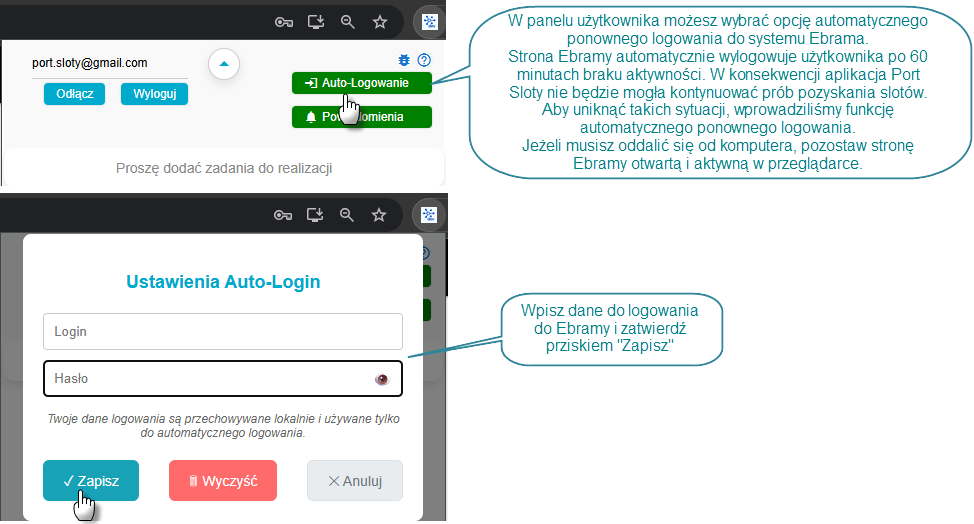 port.sloty@gmail.com
Odłącz
Wyloguj
Auto-Logowanie
Proszę dodać zadania do realizacji
W panelu użytkownika możesz wybrać opcję automatycznego
ponownego logowania do systemu Ebrama.
Strona Ebramy automatycznie wylogowuje użytkownika po 60
minutach braku aktywności. W konsekwencji aplikacja Port
Sloty nie będzie mogła kontynuować prób pozyskania slotów.
Aby uniknąć takich sytuacji, wprowadziliśmy funkcję
automatycznego ponownego logowania.
Jeżeli musisz oddalić się od komputera, pozostaw stronę
Ebramy otwartą i aktywną w przeglądarce.
Ustawienia Auto-Login
Login
Hasło
Twoje dane logowania są przechowywane lokalnie i używane tylko
do automatycznego logowania.
Zapisz
Wyczyść
Anuluj
Wpisz dane do logowania
do Ebramy i zatwierdź
prziskiem "Zapisz"